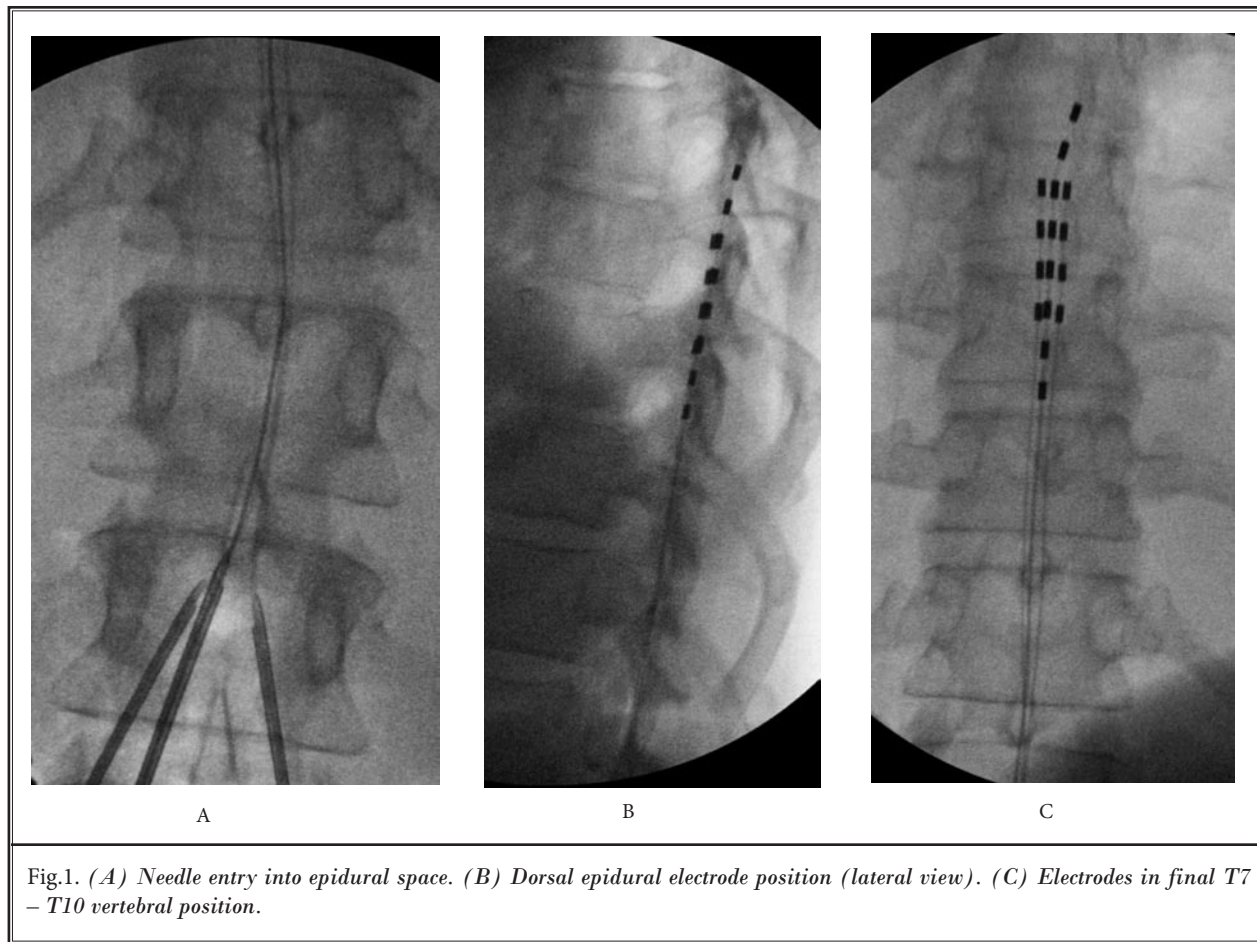 A
B
C
Fig.1. (A) Needle entry into epidural space. (B) Dorsal epidural electrode position (lateral view). (C) Electrodes in final T7
– T10 vertebral position.